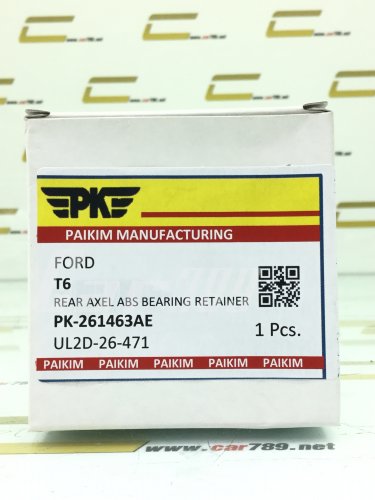 PK
PAIKIM MANUFACTURING
FORD
T6
REAR AXEL ABS BEARING RETAINER
PK-261463AE
1 Pcs.
UL2D-26-471
PAIKIM PAIKIM PAIKIM PAIKIM PAIKIM
www.car789.net